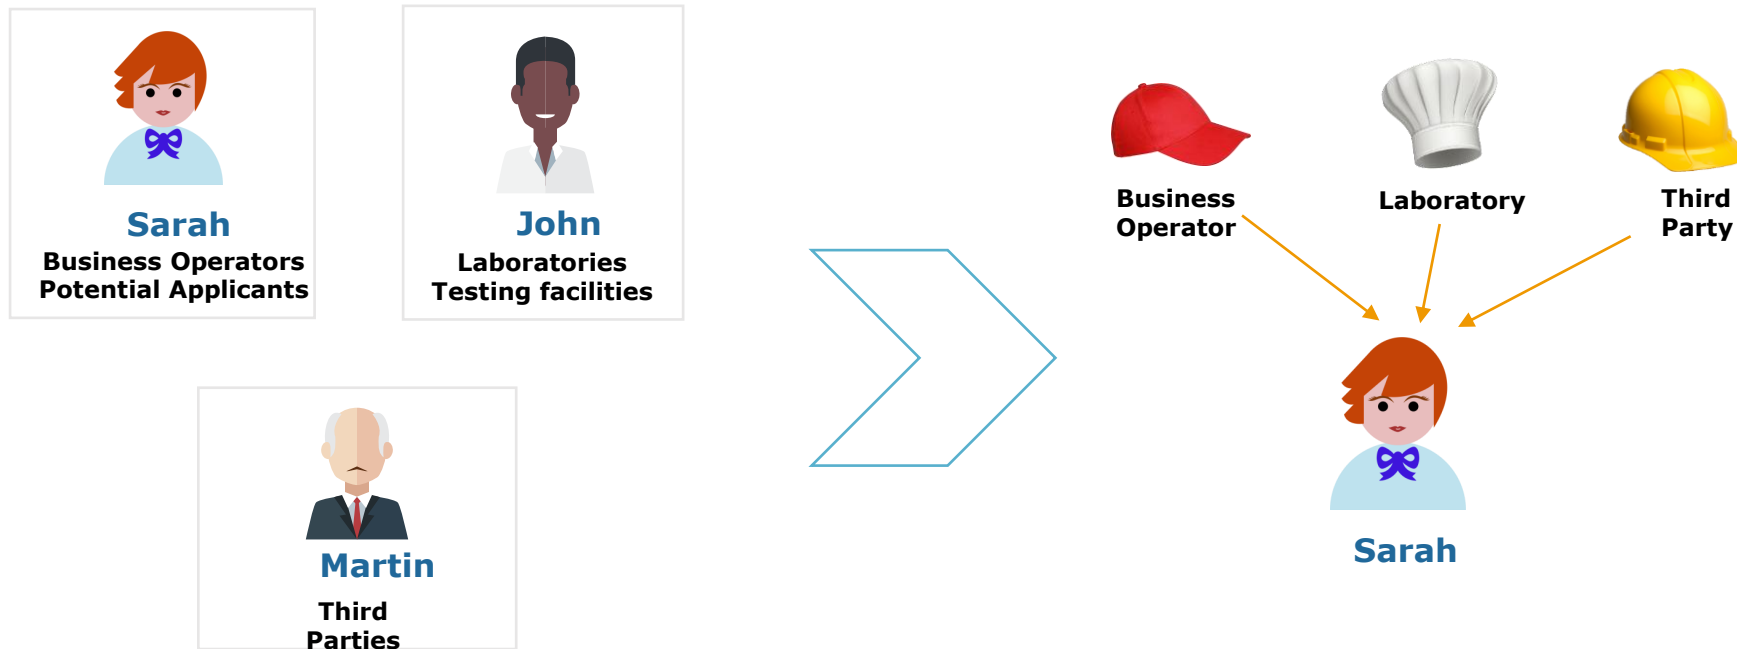 Sarah
Business Operators
Potential Applicants
John
Laboratories
Testing facilities
Martin
Third
Parties
Business
Operator
Laboratory
Third
Party
Sarah